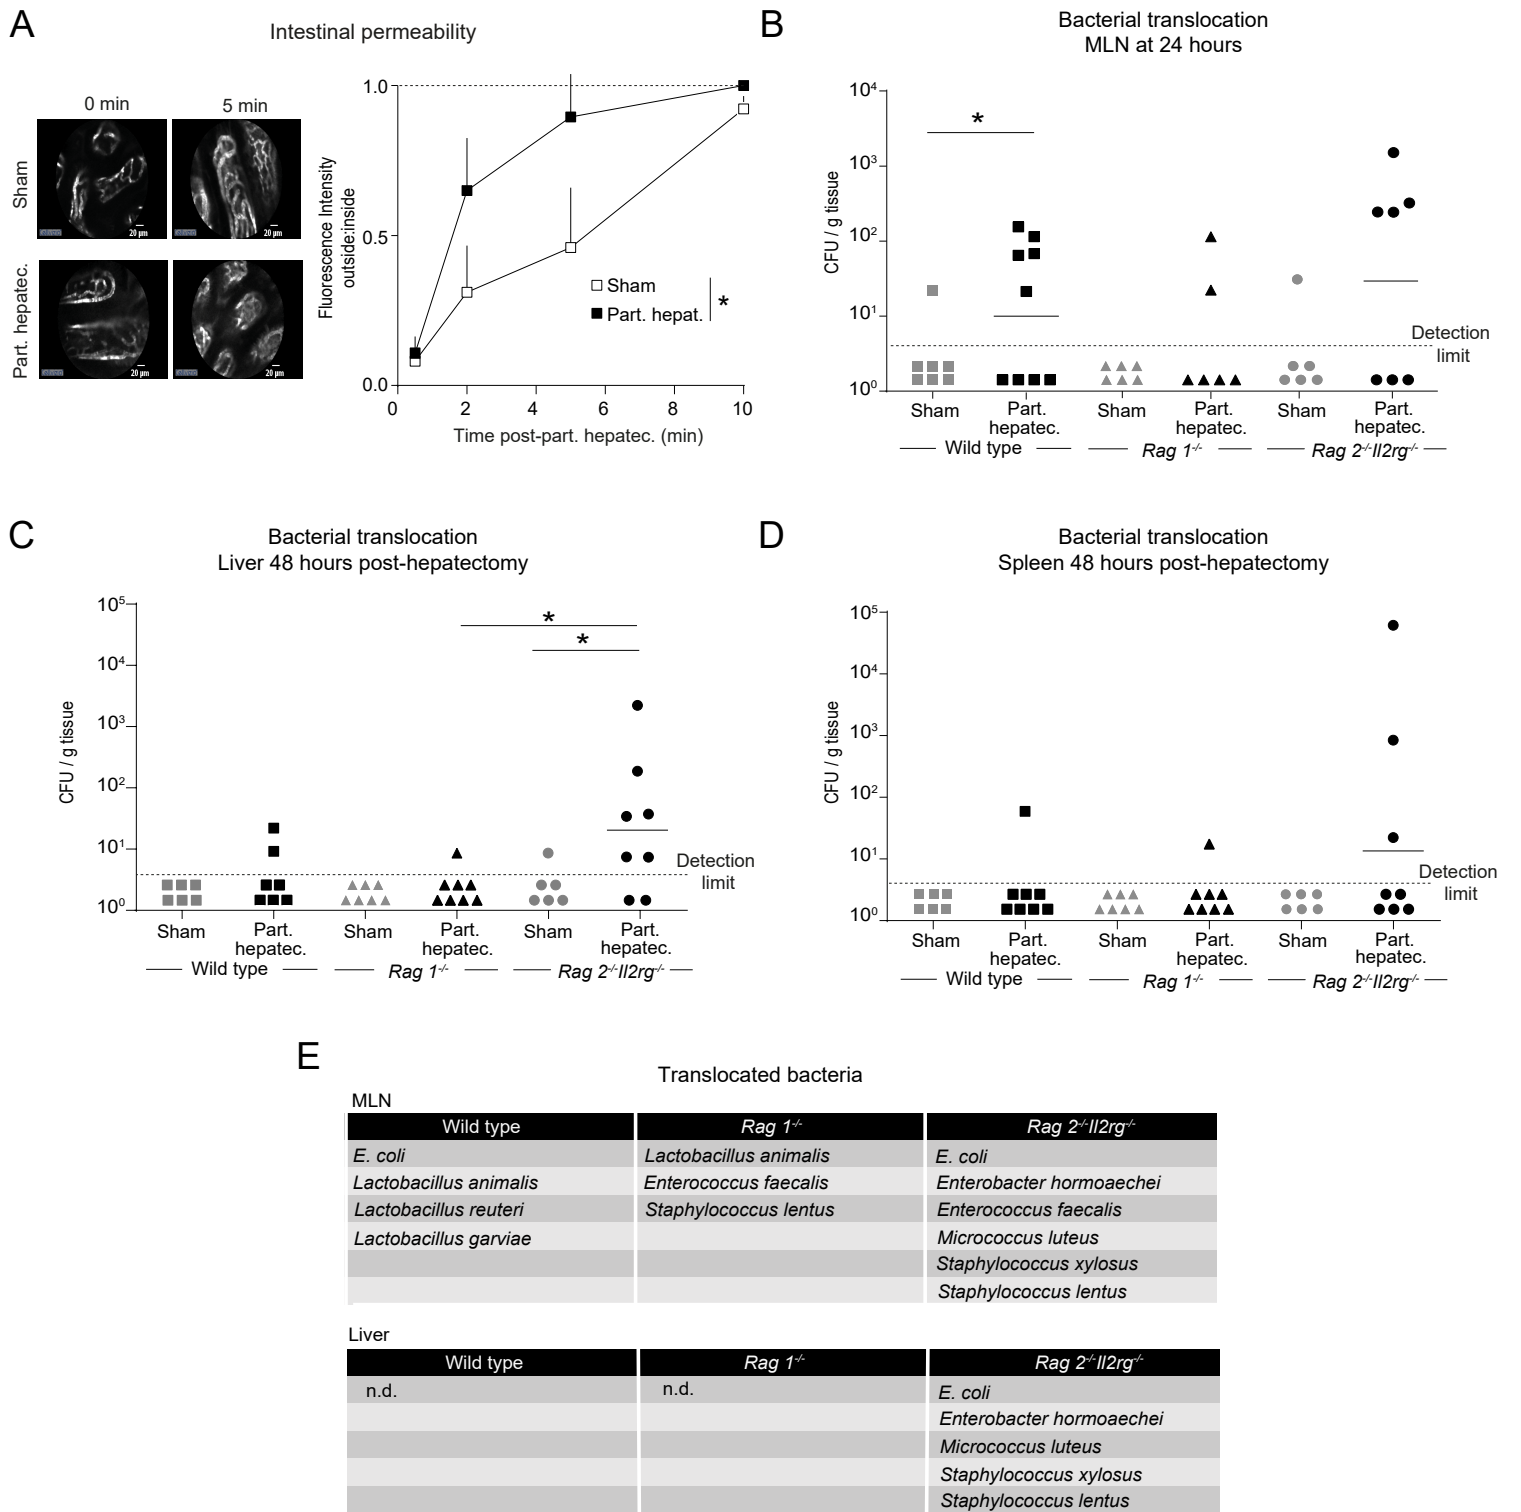 A
Intestinal permeability
0 min
5 min
Sham
Part. hepatec.
20 µm
20 µm
20 µm
20 µm
Fluorescence Intensity
outside:inside
1.0
0.5
0.0
0
2
4
6
8
10
Sham
Part. hepat.
*
Time post-part. hepatec. (min)
B
Bacterial translocation
MLN at 24 hours
CFU / g tissue
10⁴
10³
10²
10¹
10⁰
*
Detection
limit
Sham
Part.
hepatec.
Sham
Part.
hepatec.
Sham
Part.
hepatec.
Wild type
Rag 1-/-
Rag 2-/-Il2rg-/-
C
Bacterial translocation
Liver 48 hours post-hepatectomy
CFU / g tissue
10⁵
10⁴
10³
10²
10¹
10⁰
*
*
Detection
limit
Sham
Part.
hepatec.
Sham
Part.
hepatec.
Sham
Part.
hepatec.
Wild type
Rag 1-/-
Rag 2-/-Il2rg-/-
D
Bacterial translocation
Spleen 48 hours post-hepatectomy
CFU / g tissue
10⁵
10⁴
10³
10²
10¹
10⁰
Detection
limit
Sham
Part.
hepatec.
Sham
Part.
hepatec.
Sham
Part.
hepatec.
Wild type
Rag 1-/-
Rag 2-/-Il2rg-/-
E
Translocated bacteria
MLN
Wild type Rag 1-/- Rag 2-/-Il2rg-/-
E. coli Lactobacillus animalis E. coli
Lactobacillus animalis Enterococcus faecalis Enterobacter hormoaechei
Lactobacillus reuteri Staphylococcus lentus Enterococcus faecalis
Lactobacillus garviae Micrococcus luteus
Staphylococcus xylosus
Staphylococcus lentus
Liver
Wild type Rag 1-/- Rag 2-/-Il2rg-/-
n.d. n.d. E. coli
Enterobacter hormoaechei
Micrococcus luteus
Staphylococcus xylosus
Staphylococcus lentus